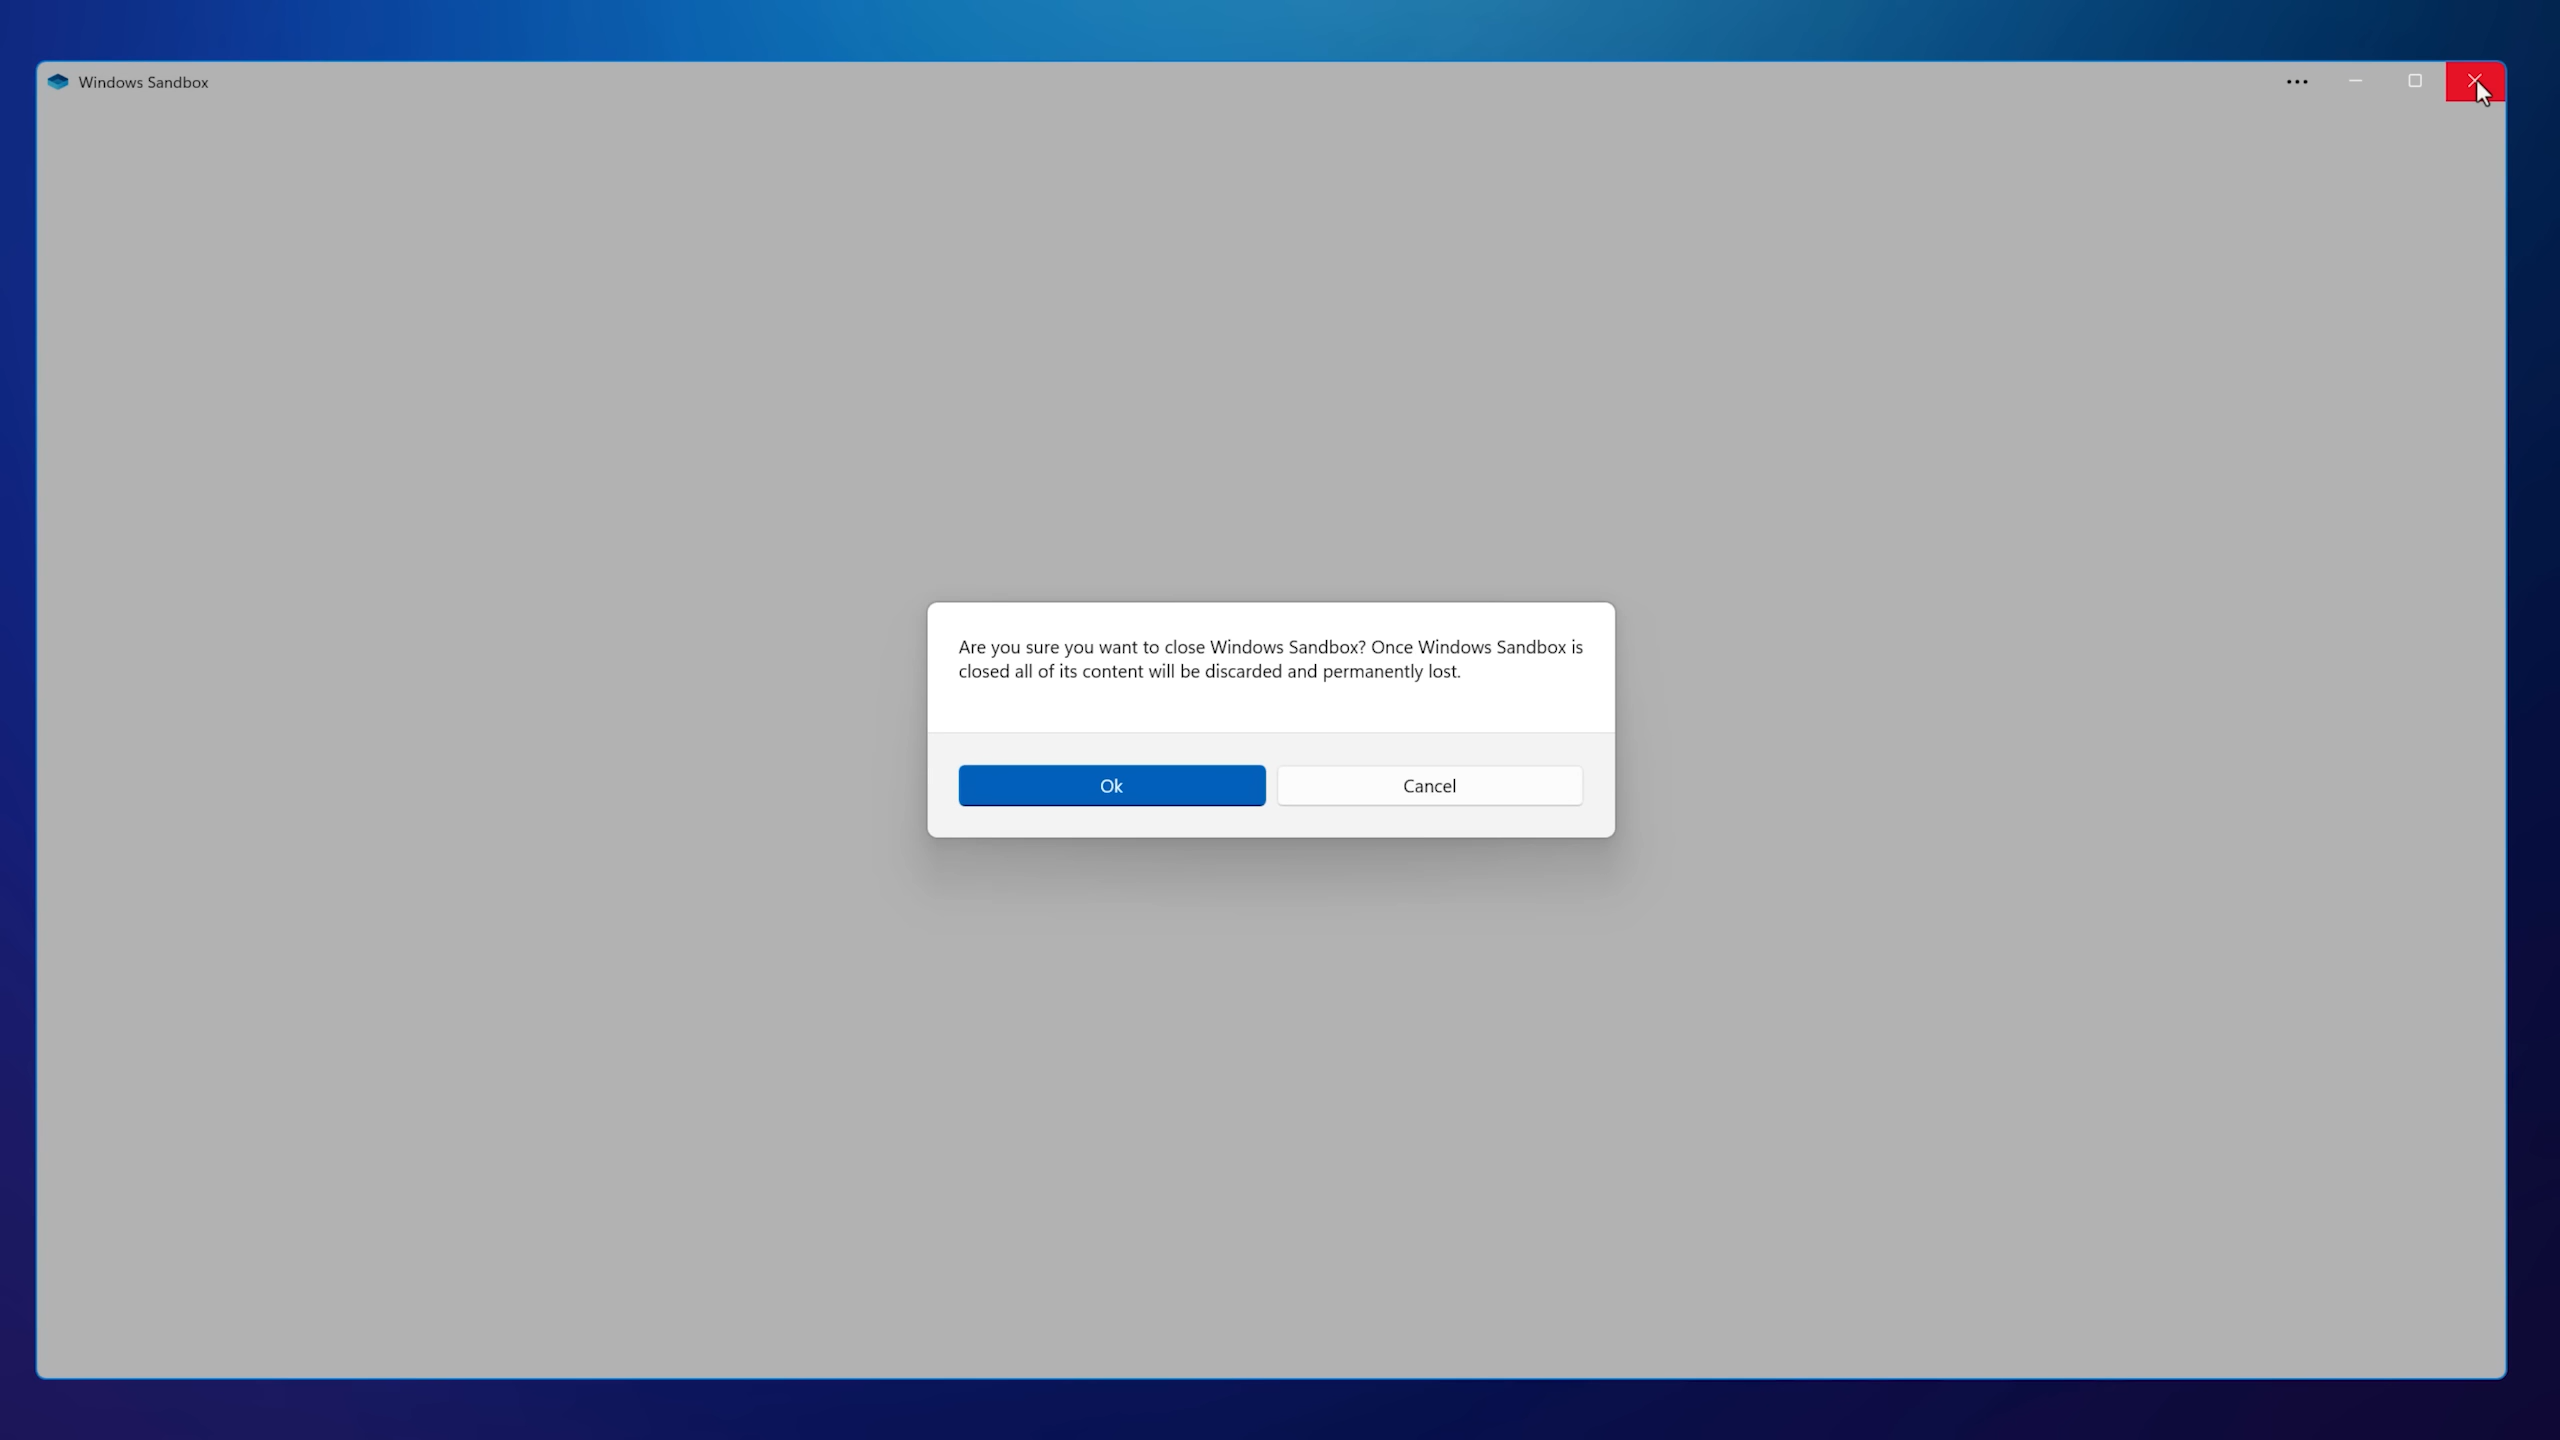 Windows Sandbox
Are you sure you want to close Windows Sandbox? Once Windows Sandbox is
closed all of its content will be discarded and permanently lost.
Ok
Cancel